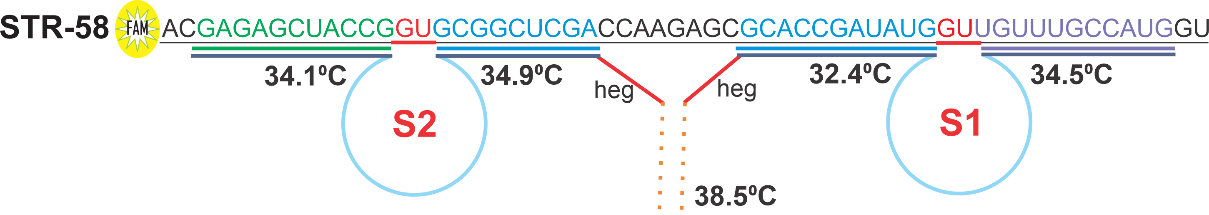 STR-58 FAM ACGAGAGCUACCGGUGCGGCUCGACCAAGAGCGCACCGAUAUGGUUGUUUGCCAUGGU
34.1ºC 34.9ºC heg heg 32.4ºC 34.5ºC
S2 S1
38.5ºC